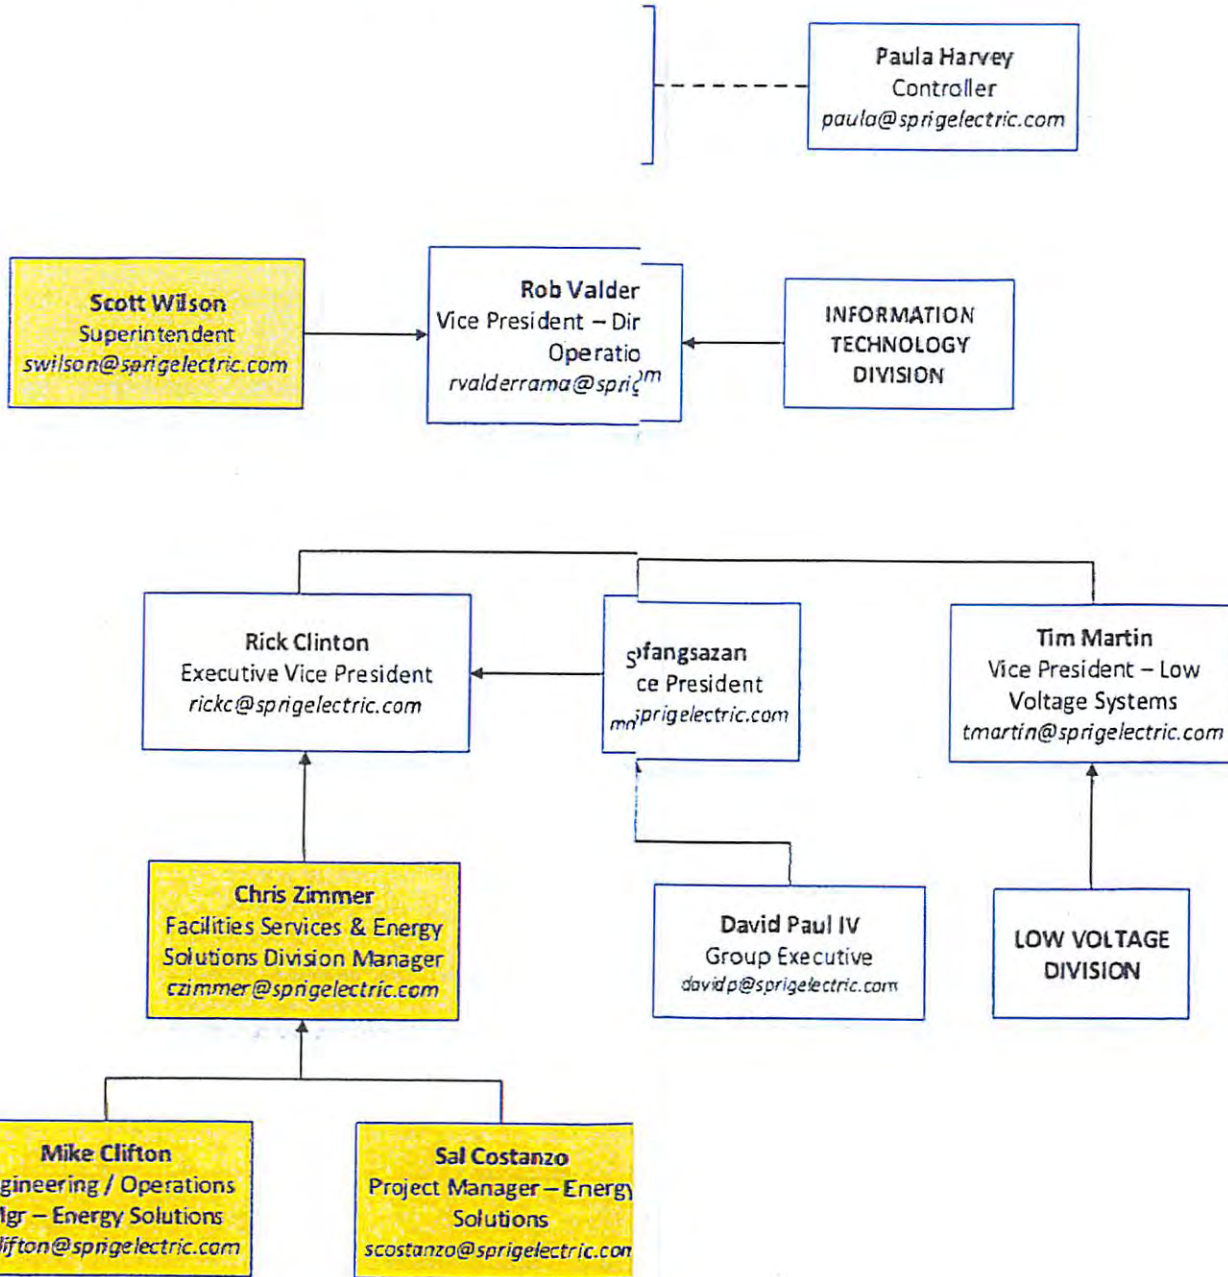 Paula Harvey
Controller
paula@sprigelectric.com
Scott Wilson
Superintendent
swilson@sprigelectric.com
Rob Valder
Vice President – Dir
Operatio
rvalderrama@sprig
m
INFORMATION
TECHNOLOGY
DIVISION
Rick Clinton
Executive Vice President
rickc@sprigelectric.com
fangsazan
ce President
sprigelectric.com
Tim Martin
Vice President – Low
Voltage Systems
tmartin@sprigelectric.com
Chris Zimmer
Facilities Services & Energy
Solutions Division Manager
czimmer@sprigelectric.com
David Paul IV
Group Executive
davidp@sprigelectric.com
LOW VOLTAGE
DIVISION
Mike Clifton
gineering / Operations
gr – Energy Solutions
lifton@sprigelectric.com
Sal Costanzo
Project Manager – Energy
Solutions
scostanzo@sprigelectric.con